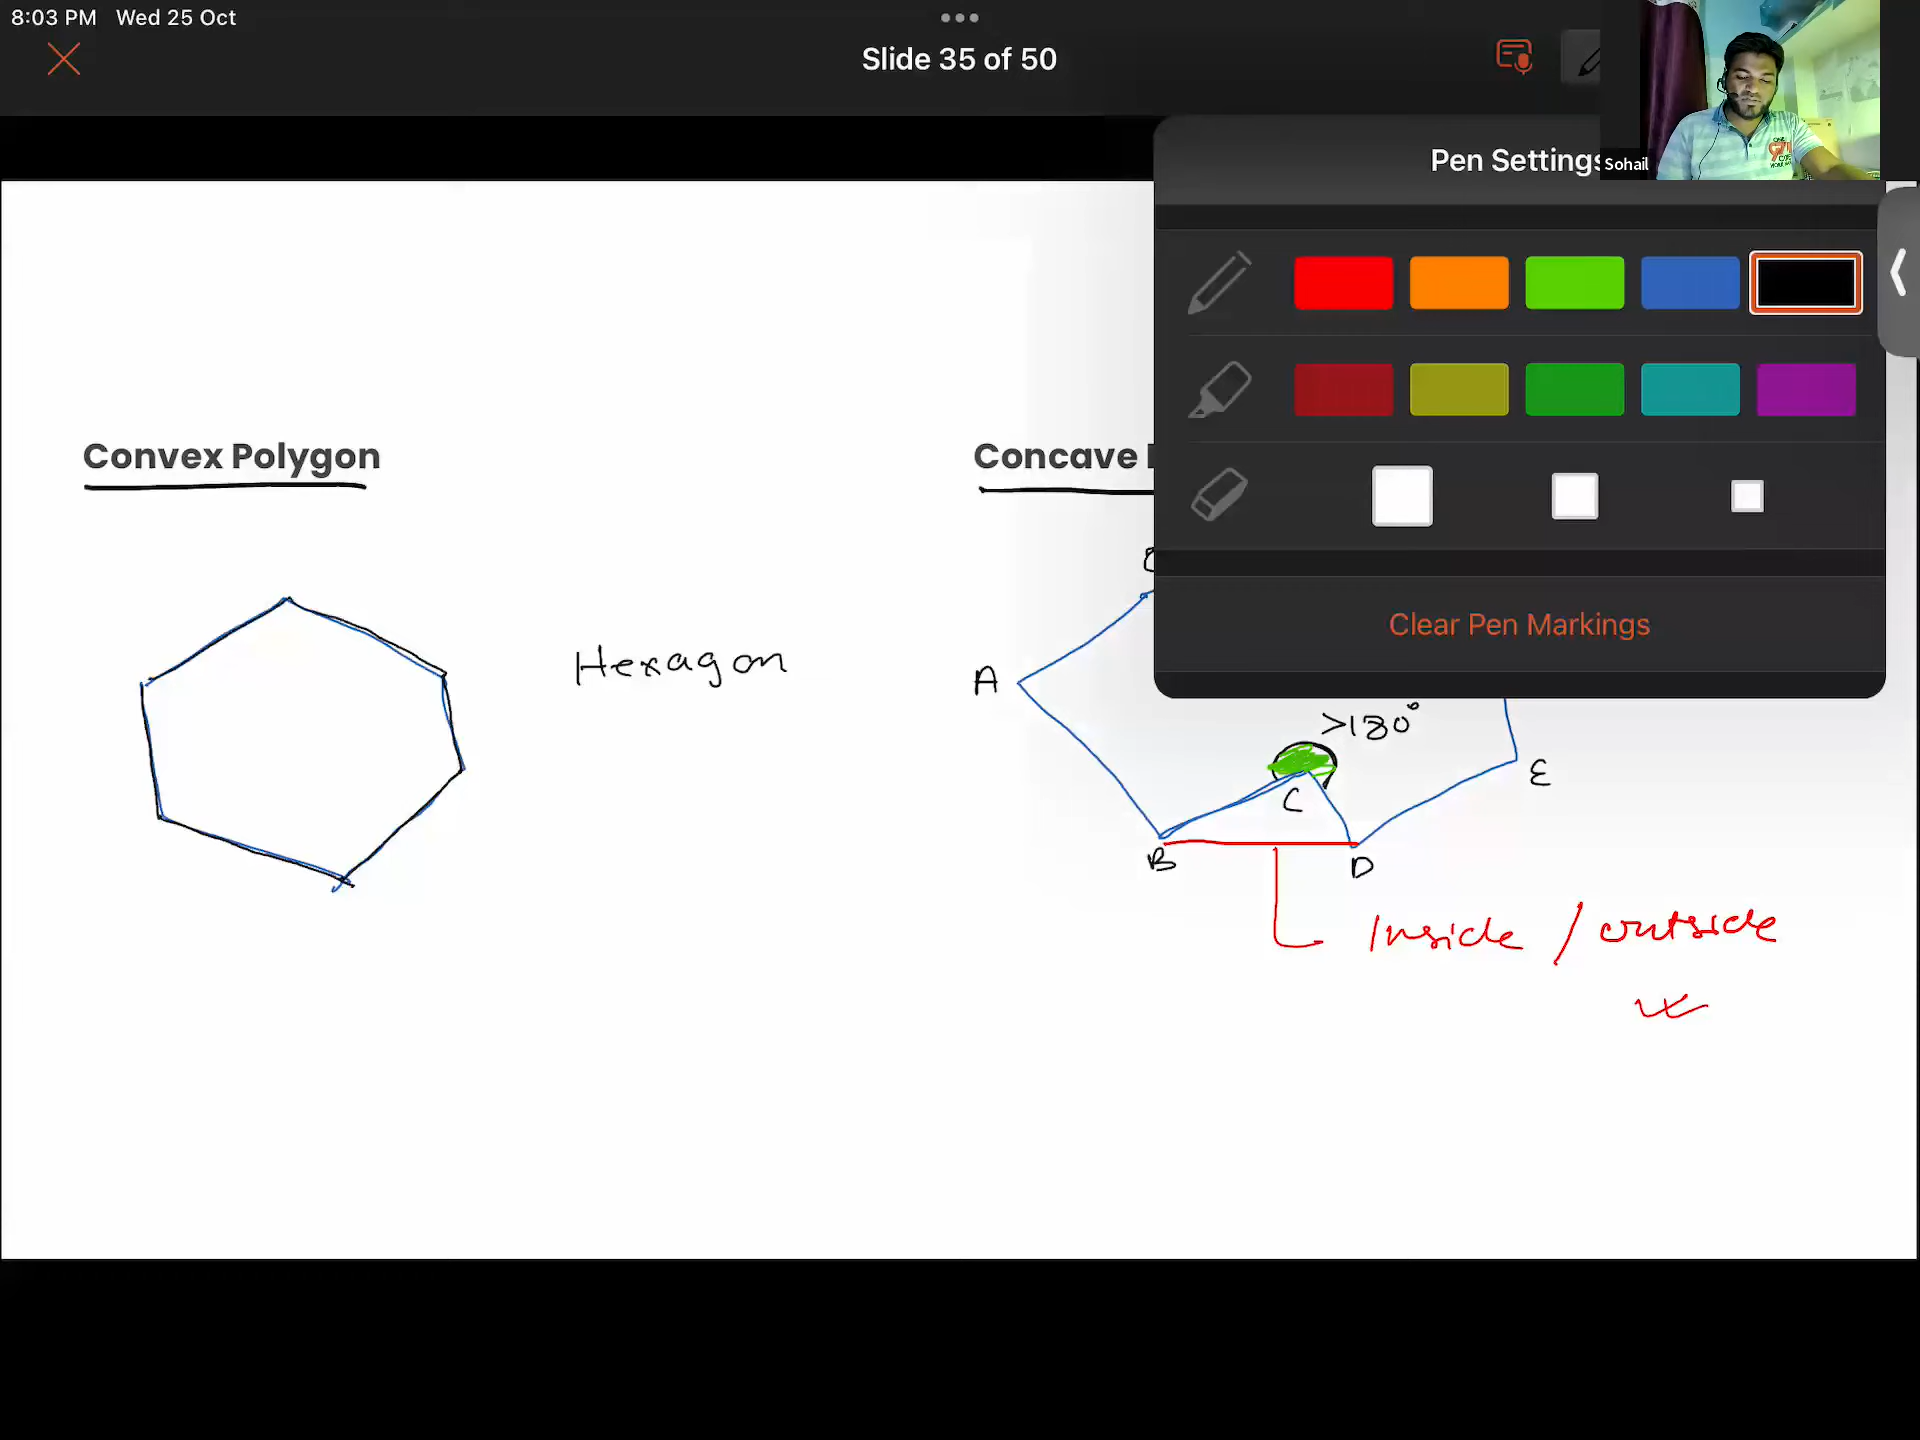 8:03 PM Wed 25 Oct
Slide 35 of 50
Pen Settings
Sohail
Convex Polygon
Concave
Clear Pen Markings
Hexagon
A
>180°
C
E
B
D
Inside / outside